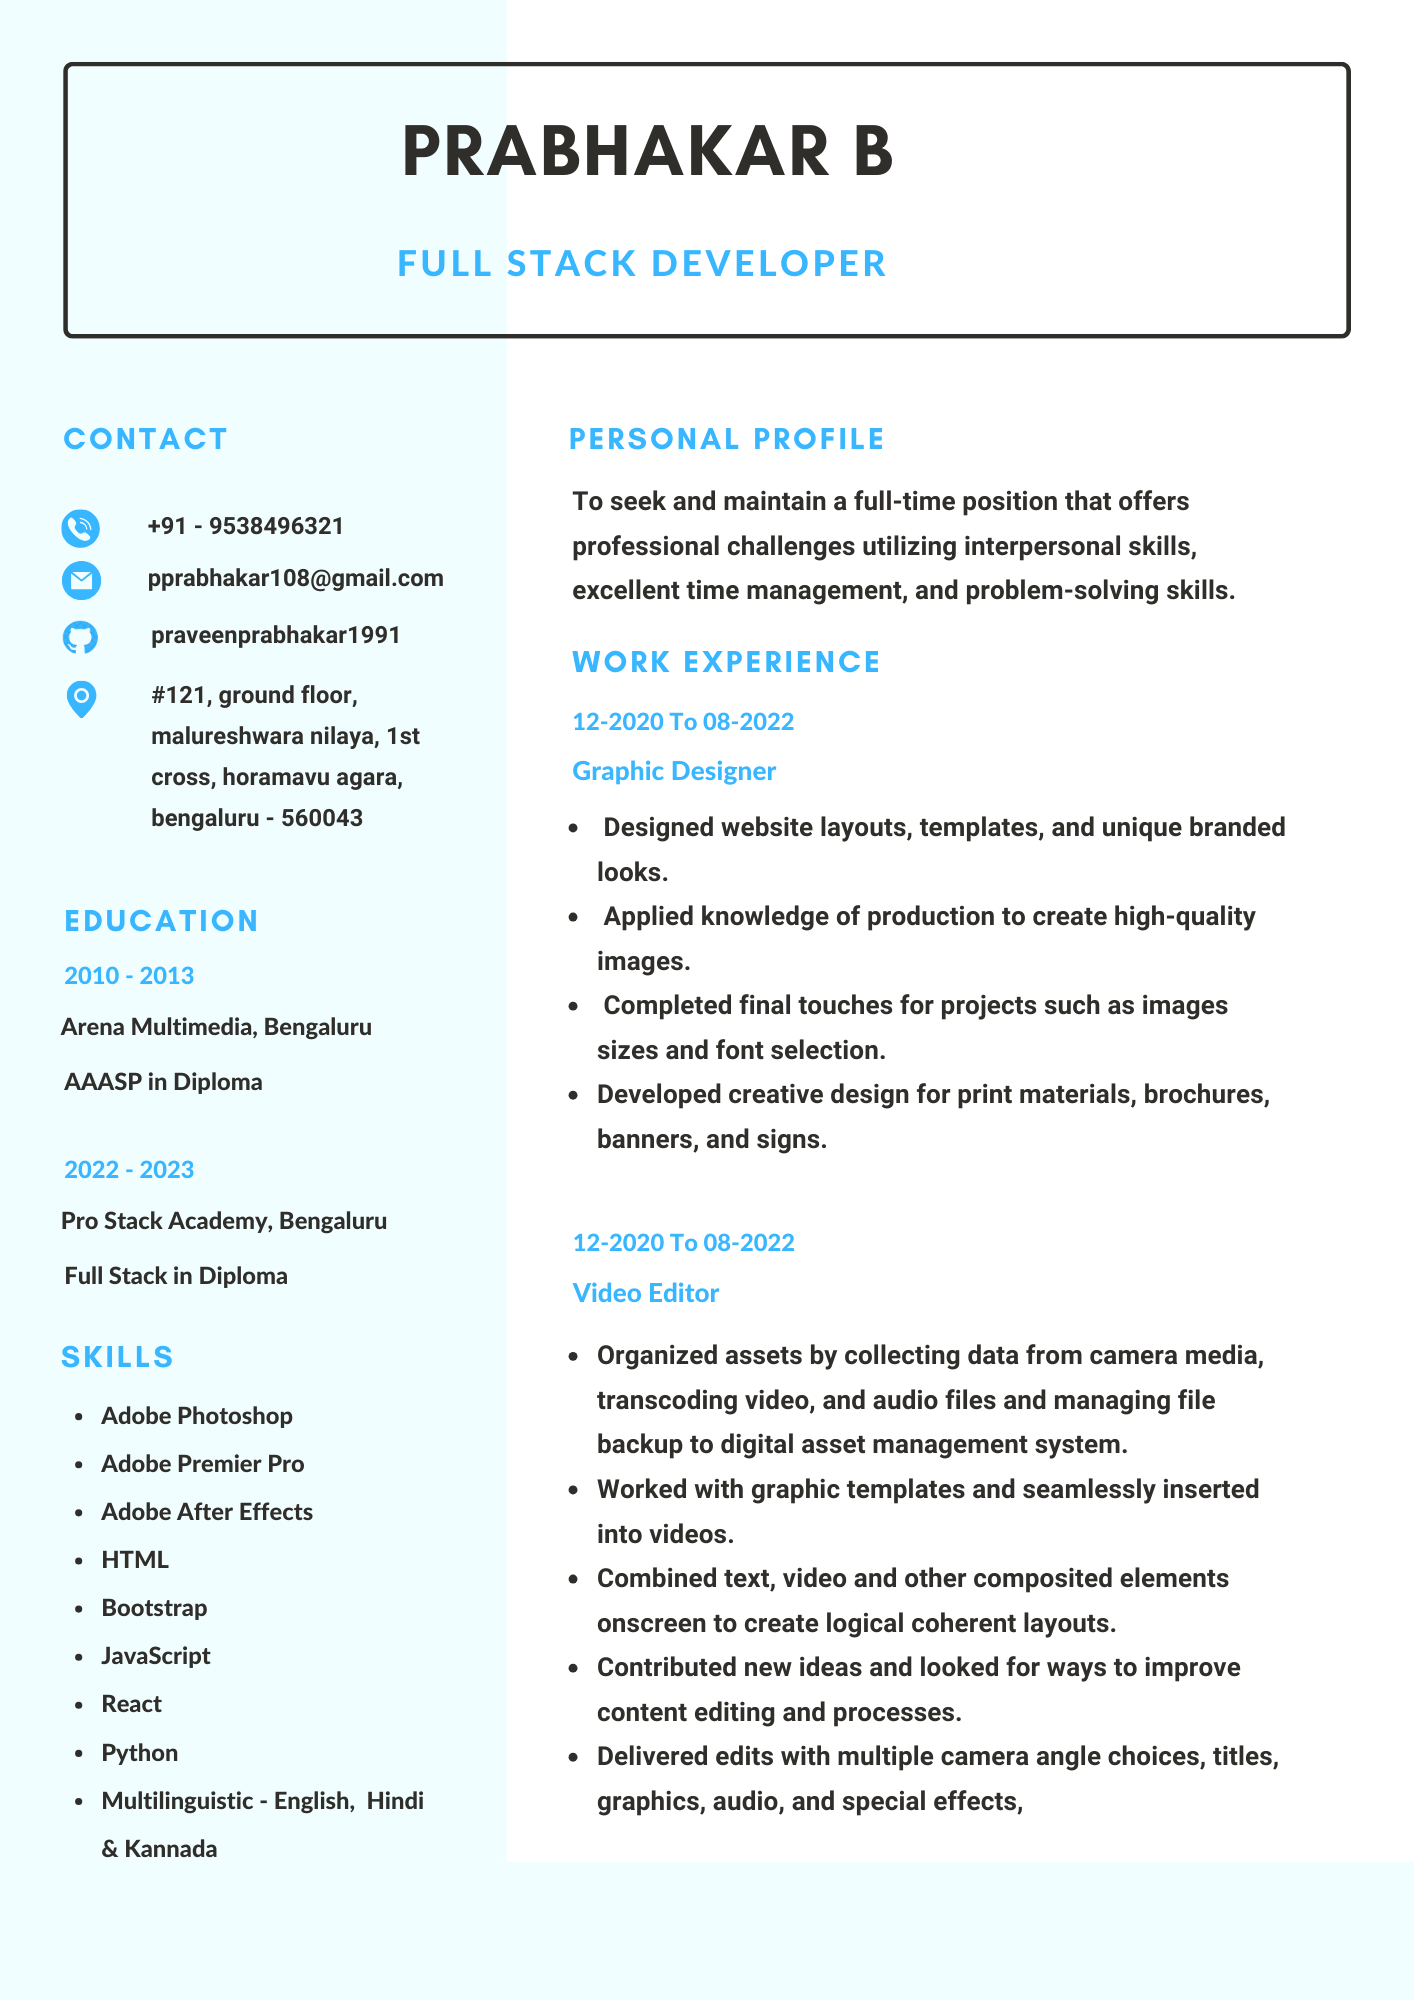 PRABHAKAR B
FULL STACK DEVELOPER
CONTACT
+91 - 9538496321
pprabhakar108@gmail.com
praveenprabhakar1991
#121, ground floor,
malureshwara nilaya, 1st
cross, horamavu agara,
bengaluru - 560043
EDUCATION
2010 - 2013
Arena Multimedia, Bengaluru
AAASP in Diploma
2022 - 2023
Pro Stack Academy, Bengaluru
Full Stack in Diploma
SKILLS
• Adobe Photoshop
• Adobe Premier Pro
• Adobe After Effects
• HTML
• Bootstrap
• JavaScript
• React
• Python
• Multilinguistic - English, Hindi
& Kannada
PERSONAL PROFILE
To seek and maintain a full-time position that offers
professional challenges utilizing interpersonal skills,
excellent time management, and problem-solving skills.
WORK EXPERIENCE
12-2020 To 08-2022
Graphic Designer
• Designed website layouts, templates, and unique branded
looks.
• Applied knowledge of production to create high-quality
images.
• Completed final touches for projects such as images
sizes and font selection.
• Developed creative design for print materials, brochures,
banners, and signs.
12-2020 To 08-2022
Video Editor
• Organized assets by collecting data from camera media,
transcoding video, and audio files and managing file
backup to digital asset management system.
• Worked with graphic templates and seamlessly inserted
into videos.
• Combined text, video and other composited elements
onscreen to create logical coherent layouts.
• Contributed new ideas and looked for ways to improve
content editing and processes.
• Delivered edits with multiple camera angle choices, titles,
graphics, audio, and special effects,